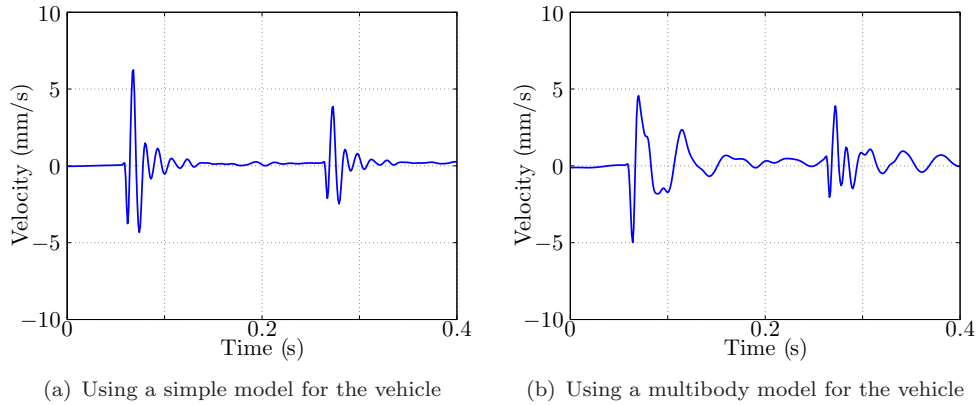 10
5
0
−5
−10
Velocity (mm/s)
0
0.2
0.4
Time (s)
(a) Using a simple model for the vehicle
10
5
0
−5
−10
Velocity (mm/s)
0
0.2
0.4
Time (s)
(b) Using a multibody model for the vehicle